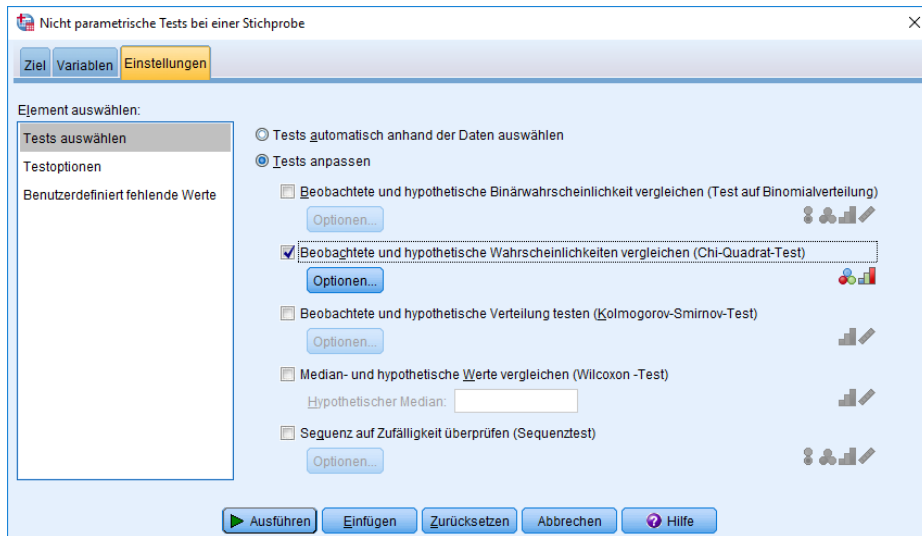 Nicht parametrische Tests bei einer Stichprobe
Ziel Variablen Einstellungen
Element auswählen:
Tests auswählen
Testoptionen
Benutzerdefiniert fehlende Werte
Tests automatisch anhand der Daten auswählen
Tests anpassen
Beobachtete und hypothetische Binärwahrscheinlichkeit vergleichen (Test auf Binomialverteilung)
Optionen...
Beobachtete und hypothetische Wahrscheinlichkeiten vergleichen (Chi-Quadrat-Test)
Optionen...
Beobachtete und hypothetische Verteilung testen (Kolmogorov-Smirnov-Test)
Optionen...
Median- und hypothetische Werte vergleichen (Wilcoxon -Test)
Hypothetischer Median:
Sequenz auf Zufälligkeit überprüfen (Sequenztest)
Optionen...
Ausführen Einfügen Zurücksetzen Abbrechen Hilfe